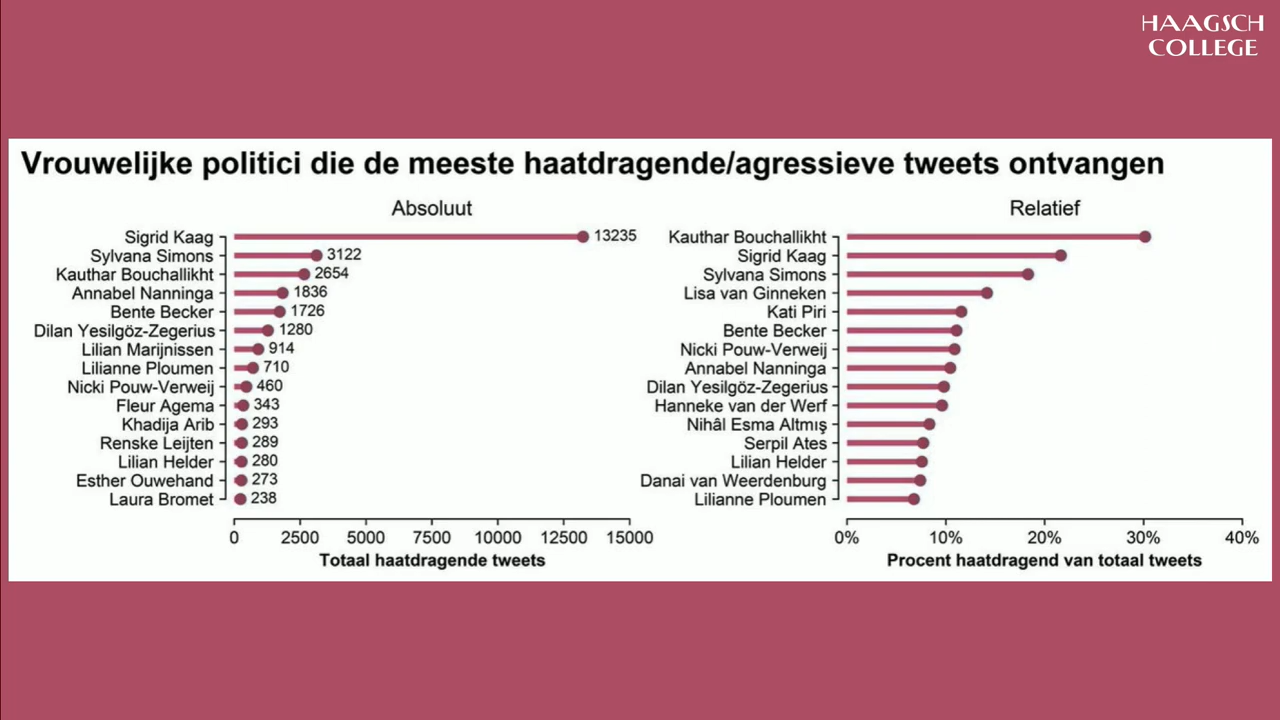 HAAGSCH
COLLEGE
Vrouwelijke politici die de meeste haatdragende/agressieve tweets ontvangen
Absoluut
Sigrid Kaag 13235
Sylvana Simons 3122
Kauthar Bouchallikht 2654
Annabel Nanninga 1836
Bente Becker 1726
Dilan Yesilgöz-Zegerius 1280
Lilian Marijnissen 914
Lilianne Ploumen 710
Nicki Pouw-Verweij 460
Fleur Agema 343
Khadija Arib 293
Renske Leijten 289
Lilian Helder 280
Esther Ouwehand 273
Laura Bromet 238
0 2500 5000 7500 10000 12500 15000
Totaal haatdragende tweets
Relatief
Kauthar Bouchallikht
Sigrid Kaag
Sylvana Simons
Lisa van Ginneken
Kati Piri
Bente Becker
Nicki Pouw-Verweij
Annabel Nanninga
Dilan Yesilgöz-Zegerius
Hanneke van der Werf
Nihâl Esma Altmış
Serpil Ates
Lilian Helder
Danai van Weerdenburg
Lilianne Ploumen
0% 10% 20% 30% 40%
Procent haatdragend van totaal tweets